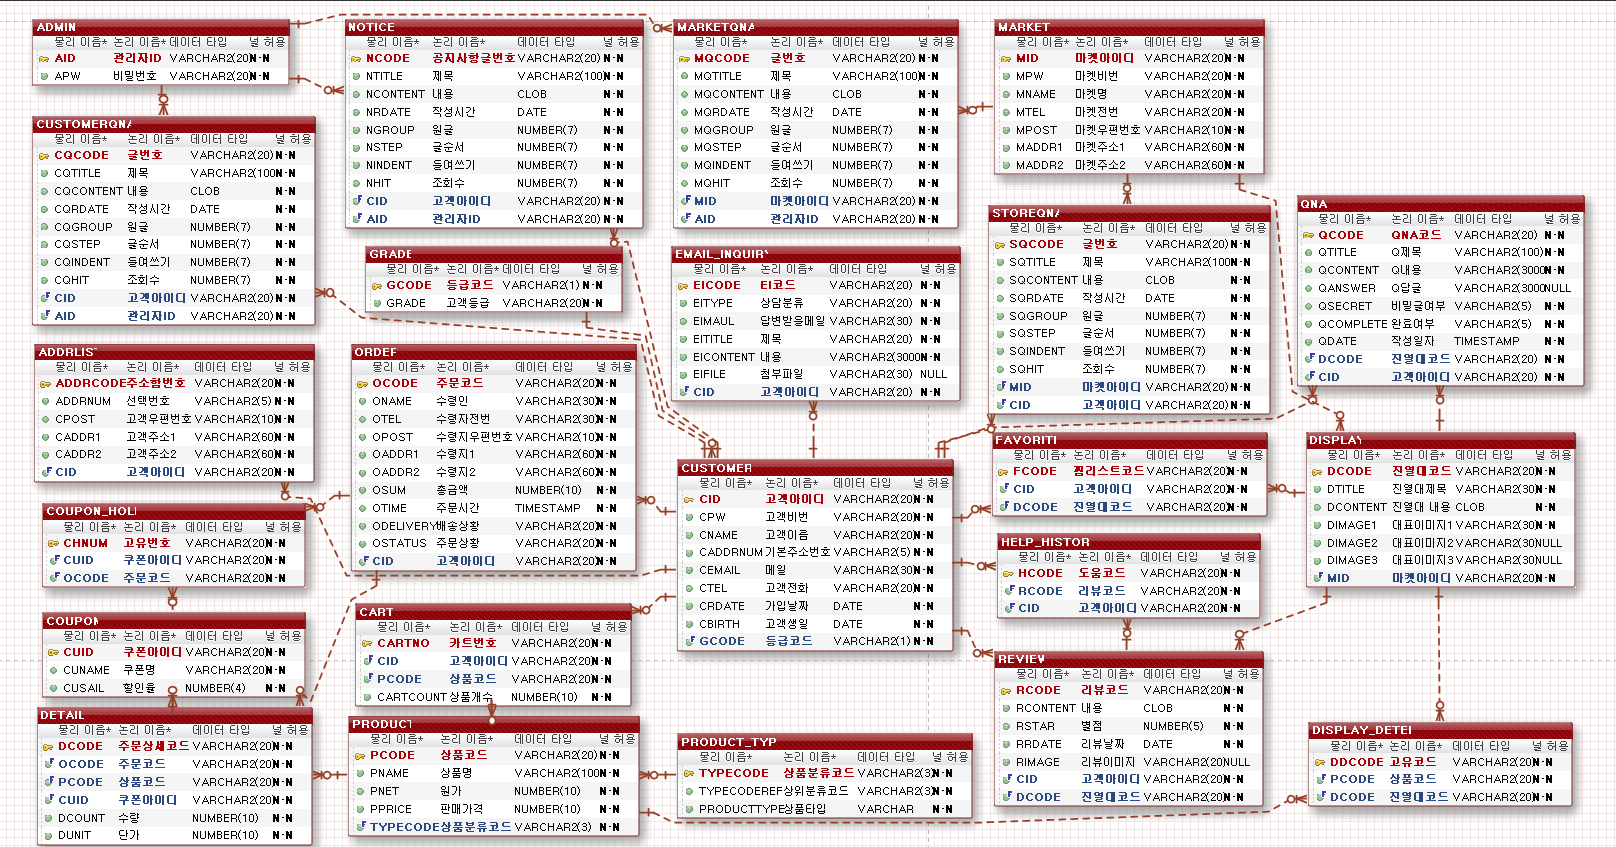 ADMIN
물리 이름* 논리 이름* 데이터 타입 널 허용
AID 관리자ID VARCHAR2(20) N-N
APW 비밀번호 VARCHAR2(20) N-N
NOTICE
물리 이름* 논리 이름* 데이터 타입 널 허용
NCODE 공지사항글번호 VARCHAR2(20) N-N
NTITLE 제목 VARCHAR2(100) N-N
NCONTENT 내용 CLOB N-N
NRDATE 작성시간 DATE N-N
NGROUP 원글 NUMBER(7) N-N
NSTEP 글순서 NUMBER(7) N-N
NINDENT 들여쓰기 NUMBER(7) N-N
NHIT 조회수 NUMBER(7) N-N
CID 고객아이디 VARCHAR2(20) N-N
AID 관리자ID VARCHAR2(20) N-N
MARKETQNA
물리 이름* 논리 이름* 데이터 타입 널 허용
MQCODE 글번호 VARCHAR2(20) N-N
MQTITLE 제목 VARCHAR2(100 N-N
MQCONTENT 내용 CLOB N-N
MQRDATE 작성시간 DATE N-N
MQGROUP 원글 NUMBER(7) N-N
MQSTEP 글순서 NUMBER(7) N-N
MQINDENT 들여쓰기 NUMBER(7) N-N
MQHIT 조회수 NUMBER(7) N-N
MID 마켓아이디 VARCHAR2(20) N-N
AID 관리자ID VARCHAR2(20) N-N
MARKET
물리 이름* 논리 이름* 데이터 타입 널 허용
MID 마켓아이디 VARCHAR2(20) N-N
MPW 마켓비번 VARCHAR2(20) N-N
MNAME 마켓명 VARCHAR2(20) N-N
MTEL 마켓전번 VARCHAR2(20) N-N
MPOST 마켓우편번호 VARCHAR2(10) N-N
MADDR1 마켓주소1 VARCHAR2(60) N-N
MADDR2 마켓주소2 VARCHAR2(60) N-N
CUSTOMERQNA
물리 이름* 논리 이름* 데이터 타입 널 허용
CQCODE 글번호 VARCHAR2(20) N-N
CQTITLE 제목 VARCHAR2(100 N-N
CQCONTENT 내용 CLOB N-N
CQRDATE 작성시간 DATE N-N
CQGROUP 원글 NUMBER(7) N-N
CQSTEP 글순서 NUMBER(7) N-N
CQINDENT 들여쓰기 NUMBER(7) N-N
CQHIT 조회수 NUMBER(7) N-N
CID 고객아이디 VARCHAR2(20) N-N
AID 관리자ID VARCHAR2(20) N-N
GRADE
물리 이름* 논리 이름* 데이터 타입 널 허용
GCODE 등급코드 VARCHAR2(1) N-N
GRADE 고객등급 VARCHAR2(20) N-N
EMAIL_INQUIR
물리 이름* 논리 이름* 데이터 타입 널 허용
EICODE EI코드 VARCHAR2(20) N-N
EITYPE 상담분류 VARCHAR2(20) N-N
EIMAUL 답변받을메일 VARCHAR2(30) N-N
EITITLE 제목 VARCHAR2(30) N-N
EICONTENT 내용 VARCHAR2(3000 N-N
EIFILE 첨부파일 VARCHAR2(30) NULL
CID 고객아이디 VARCHAR2(20) N-N
STOREQNA
물리 이름* 논리 이름* 데이터 타입 널 허용
SQCODE 글번호 VARCHAR2(20) N-N
SQTITLE 제목 VARCHAR2(100 N-N
SQCONTENT 내용 CLOB N-N
SQRDATE 작성시간 DATE N-N
SQGROUP 원글 NUMBER(7) N-N
SQSTEP 글순서 NUMBER(7) N-N
SQINDENT 들여쓰기 NUMBER(7) N-N
SQHIT 조회수 NUMBER(7) N-N
MID 마켓아이디 VARCHAR2(20) N-N
CID 고객아이디 VARCHAR2(20) N-N
QNA
물리 이름* 논리 이름* 데이터 타입 널 허용
QCODE QNA코드 VARCHAR2(20) N-N
QTITLE Q제목 VARCHAR2(100) N-N
QCONTENT Q내용 VARCHAR2(3000 N-N
QANSWER Q답글 VARCHAR2(3000 NULL
QSECRET 비밀글여부 VARCHAR2(5) N-N
QCOMPLETE 완료여부 VARCHAR2(5) N-N
QDATE 작성일자 TIMESTAMP N-N
DCODE 진열대코드 VARCHAR2(20) N-N
CID 고객아이디 VARCHAR2(20) N-N
ADDRLIS
물리 이름* 논리 이름* 데이터 타입 널 허용
ADDRCODE 주소함번호 VARCHAR2(20) N-N
ADDRNUM 선택번호 VARCHAR2(5) N-N
CPOST 고객우편번호 VARCHAR2(10) N-N
CADDR1 고객주소1 VARCHAR2(60) N-N
CADDR2 고객주소2 VARCHAR2(60) N-N
CID 고객아이디 VARCHAR2(20) N-N
ORDEF
물리 이름* 논리 이름* 데이터 타입 널 허용
OCODE 주문코드 VARCHAR2(20) N-N
ONAME 수령인 VARCHAR2(30) N-N
OTEL 수령자전번 VARCHAR2(30) N-N
OPOST 수령지우편번호 VARCHAR2(10) N-N
OADDR1 수령지1 VARCHAR2(60) N-N
OADDR2 수령지2 VARCHAR2(60) N-N
OSUM 총금액 NUMBER(10) N-N
OTIME 주문시간 TIMESTAMP N-N
ODELIVERY 배송상황 VARCHAR2(20) N-N
OSTATUS 주문상황 VARCHAR2(20) N-N
CID 고객아이디 VARCHAR2(20) N-N
CUSTOMER
물리 이름* 논리 이름* 데이터 타입 널 허용
CID 고객아이디 VARCHAR2(20) N-N
CPW 고객비번 VARCHAR2(20) N-N
CNAME 고객이름 VARCHAR2(20) N-N
CADDRNUM 기본주소번호 VARCHAR2(5) N-N
CEMAIL 메일 VARCHAR2(30) N-N
CTEL 고객전화 VARCHAR2(20) N-N
CRDATE 가입날짜 DATE N-N
CBIRTH 고객생일 DATE N-N
GCODE 등급코드 VARCHAR2(1) N-N
FAVORITI
물리 이름* 논리 이름* 데이터 타입 널 허용
FCODE 찜리스트코드 VARCHAR2(20) N-N
CID 고객아이디 VARCHAR2(20) N-N
DCODE 진열대코드 VARCHAR2(20) N-N
DISPLAY
물리 이름* 논리 이름* 데이터 타입 널 허용
DCODE 진열대코드 VARCHAR2(20) N-N
DTITLE 진열대제목 VARCHAR2(30) N-N
DCONTENT 진열대 내용 CLOB N-N
DIMAGE1 대표이미지1 VARCHAR2(30) N-N
DIMAGE2 대표이미지2 VARCHAR2(30 NULL
DIMAGE3 대표이미지3 VARCHAR2(30 NULL
MID 마켓아이디 VARCHAR2(20) N-N
COUPON_HOLI
물리 이름* 논리 이름* 데이터 타입 널 허용
CHNUM 고유번호 VARCHAR2(20) N-N
CUID 쿠폰아이디 VARCHAR2(20) N-N
OCODE 주문코드 VARCHAR2(20) N-N
HELP_HISTOR
물리 이름* 논리 이름* 데이터 타입 널 허용
HCODE 도움코드 VARCHAR2(20) N-N
RCODE 리뷰코드 VARCHAR2(20) N-N
CID 고객아이디 VARCHAR2(20) N-N
COUPON
물리 이름* 논리 이름* 데이터 타입 널 허용
CUID 쿠폰아이디 VARCHAR2(20) N-N
CUNAME 쿠폰명 VARCHAR2(20) N-N
CUSAIL 할인율 NUMBER(4) N-N
CART
물리 이름* 논리 이름* 데이터 타입 널 허용
CARTNO 카트번호 VARCHAR2(20) N-N
CID 고객아이디 VARCHAR2(20) N-N
PCODE 상품코드 VARCHAR2(20) N-N
CARTCOUNT 상품개수 NUMBER(10) N-N
REVIEW
물리 이름* 논리 이름* 데이터 타입 널 허용
RCODE 리뷰코드 VARCHAR2(20) N-N
RCONTENT 내용 CLOB N-N
RSTAR 별점 NUMBER(5) N-N
RRDATE 리뷰날짜 DATE N-N
RIMAGE 리뷰이미지 VARCHAR2(20 NULL
CID 고객아이디 VARCHAR2(20) N-N
DCODE 진열대코드 VARCHAR2(20) N-N
DETAIL
물리 이름* 논리 이름* 데이터 타입 널 허용
DCODE 주문상세코드 VARCHAR2(20) N-N
OCODE 주문코드 VARCHAR2(20) N-N
PCODE 상품코드 VARCHAR2(20) N-N
CUID 쿠폰아이디 VARCHAR2(20) N-N
DCOUNT 수량 NUMBER(10) N-N
DUNIT 단가 NUMBER(10) N-N
PRODUCT
물리 이름* 논리 이름* 데이터 타입 널 허용
PCODE 상품코드 VARCHAR2(20) N-N
PNAME 상품명 VARCHAR2(100 N-N
PNET 원가 NUMBER(10) N-N
PPRICE 판매가격 NUMBER(10) N-N
TYPECODE 상품분류코드 VARCHAR2(3) N-N
PRODUCT_TYP
물리 이름* 논리 이름* 데이터 타입 널 허용
TYPECODE 상품분류코드 VARCHAR2(3) N-N
TYPECODEREF 상위분류코드 VARCHAR2(3) N-N
PRODUCTTYPE 상품타입 VARCHAR N-N
DISPLAY_DETEI
물리 이름* 논리 이름* 데이터 타입 널 허용
DDCODE 고유코드 VARCHAR2(20) N-N
PCODE 상품코드 VARCHAR2(20) N-N
DCODE 진열대코드 VARCHAR2(20) N-N